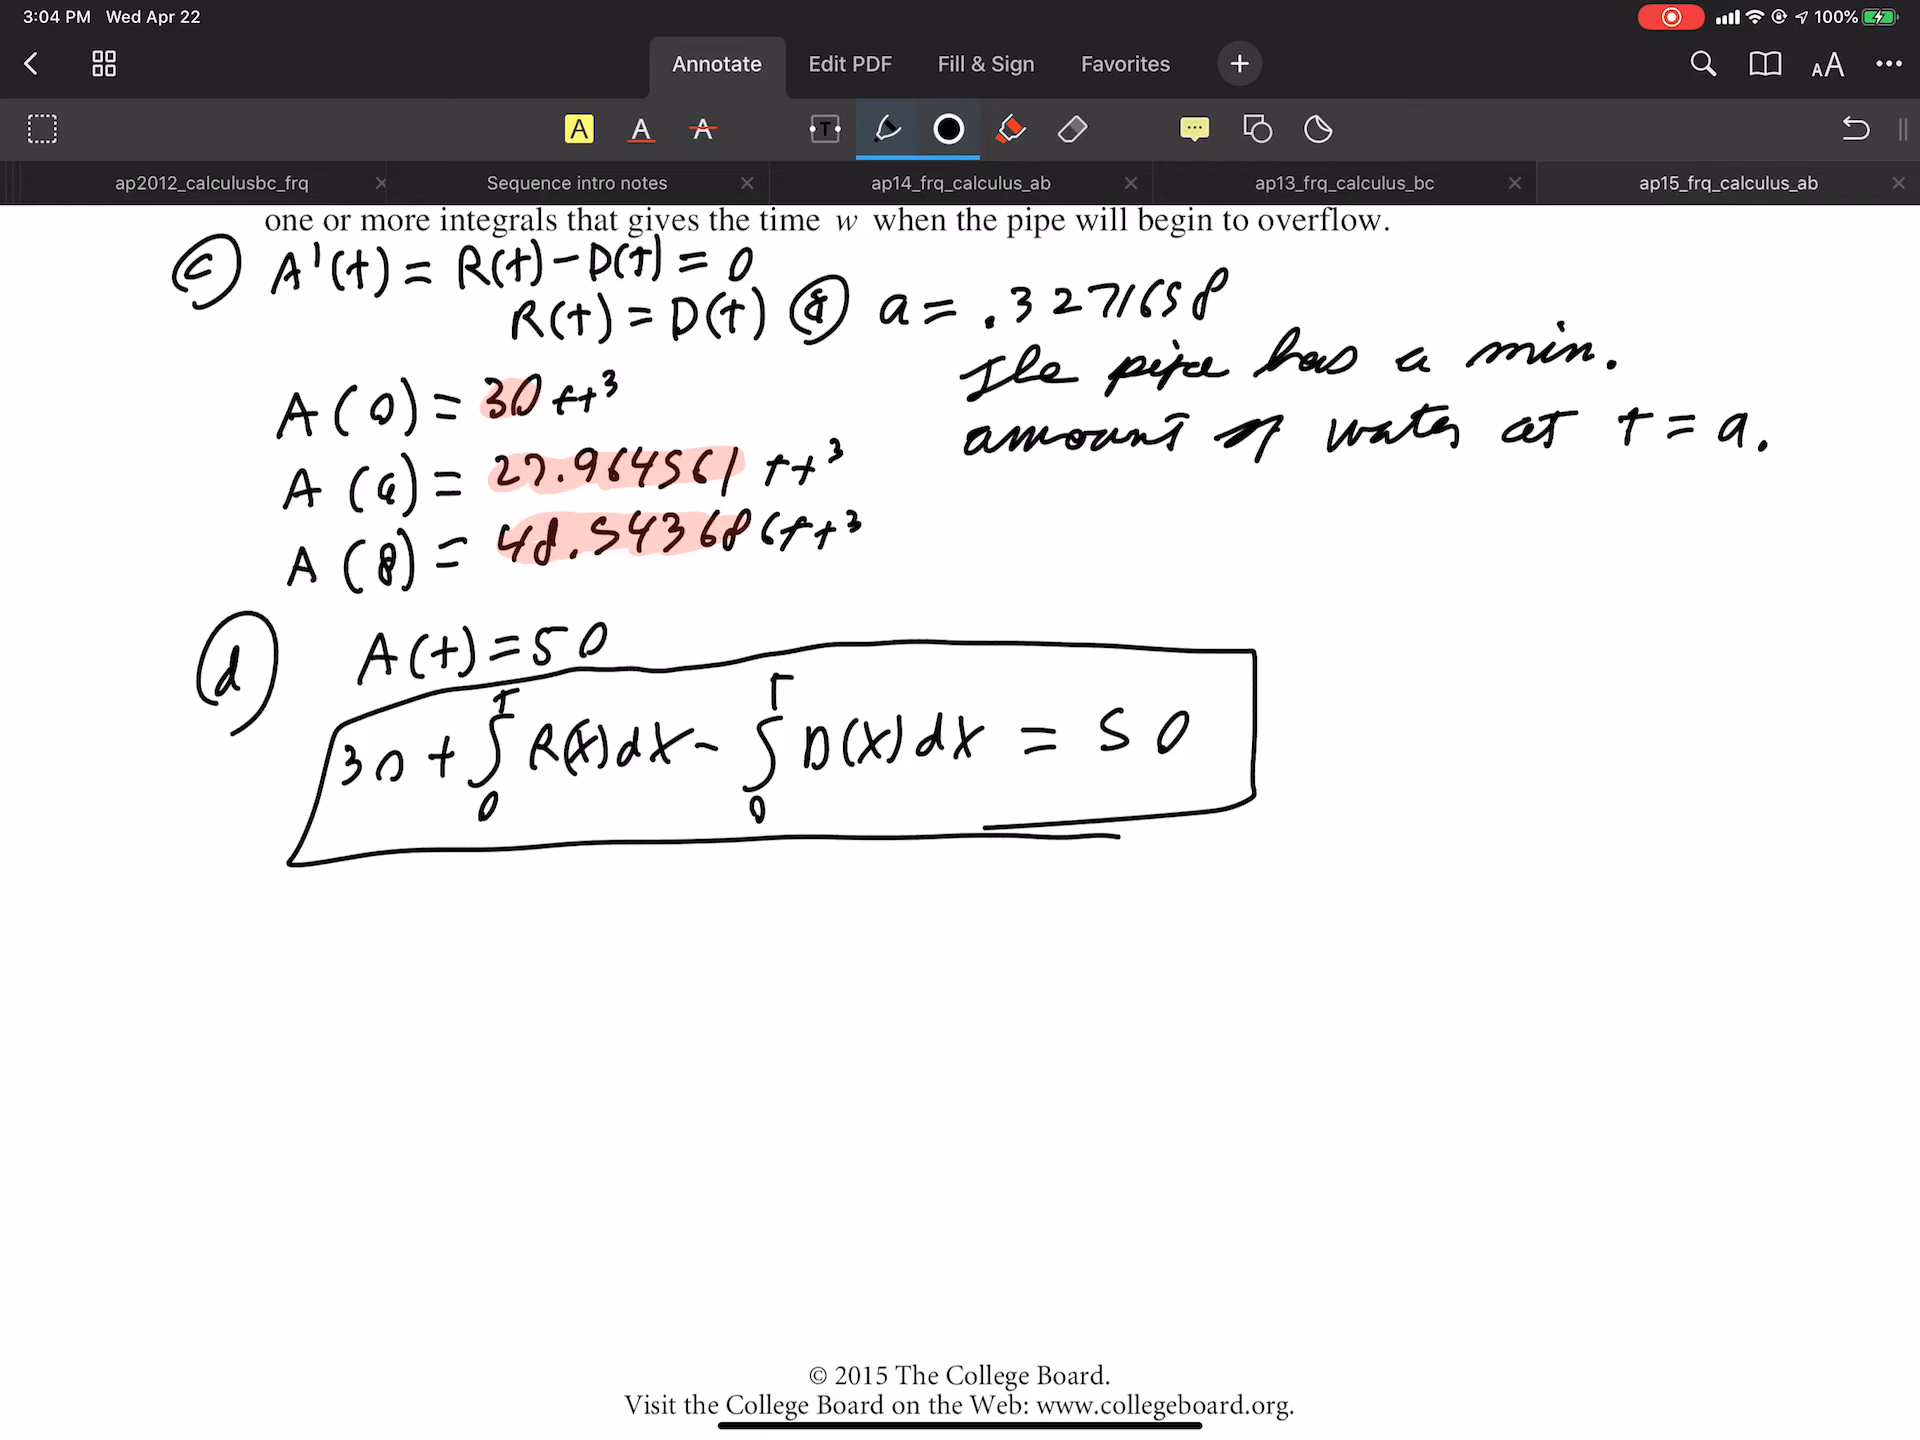 3:04 PM Wed Apr 22
100%
Annotate Edit PDF Fill & Sign Favorites
AA
A A A T
ap2012_calculusbc_frq Sequence intro notes ap14_frq_calculus_ab ap13_frq_calculus_bc ap15_frq_calculus_ab
one or more integrals that gives the time w when the pipe will begin to overflow.
(c) A'(t) = R(t) - D(t) = 0
R(t) = D(t) @ a = .3271658
The pipe has a min.
amount of water at t = a.
A(0) = 30 ft³
A(a) = 27.964561 ft³
A(8) = 48.543686 ft³
(d) A(t) = 50
30 + ∫₀ᵀ R(x)dx - ∫₀ᵀ D(x)dx = 50
© 2015 The College Board.
Visit the College Board on the Web: www.collegeboard.org.